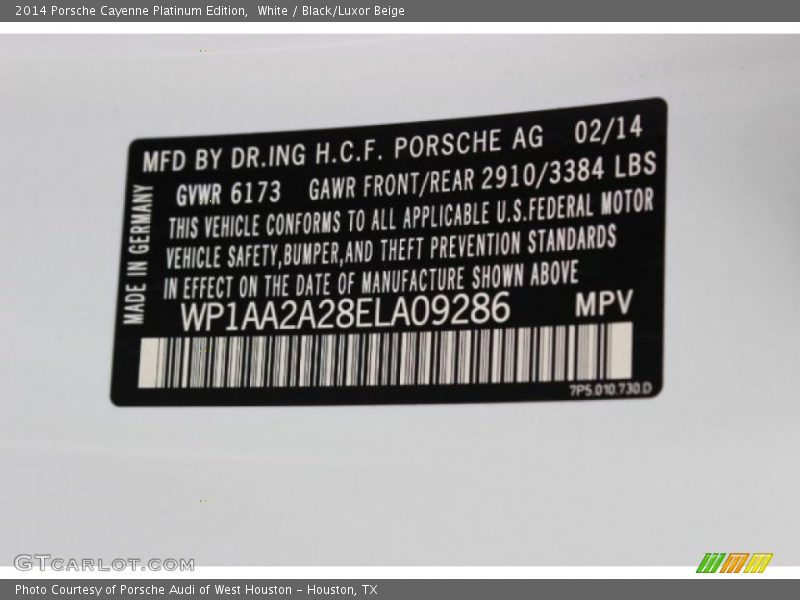 2014 Porsche Cayenne Platinum Edition,  White / Black/Luxor Beige
MFD BY DR.ING H.C.F. PORSCHE AG 02/14
GVWR 6173 GAWR FRONT/REAR 2910/3384 LBS
THIS VEHICLE CONFORMS TO ALL APPLICABLE U.S.FEDERAL MOTOR
VEHICLE SAFETY,BUMPER,AND THEFT PREVENTION STANDARDS
IN EFFECT ON THE DATE OF MANUFACTURE SHOWN ABOVE
MADE IN GERMANY
WP1AA2A28ELA09286 MPV
7P5.010.730.D
GTCARLOT.COM
Photo Courtesy of Porsche Audi of West Houston - Houston, TX